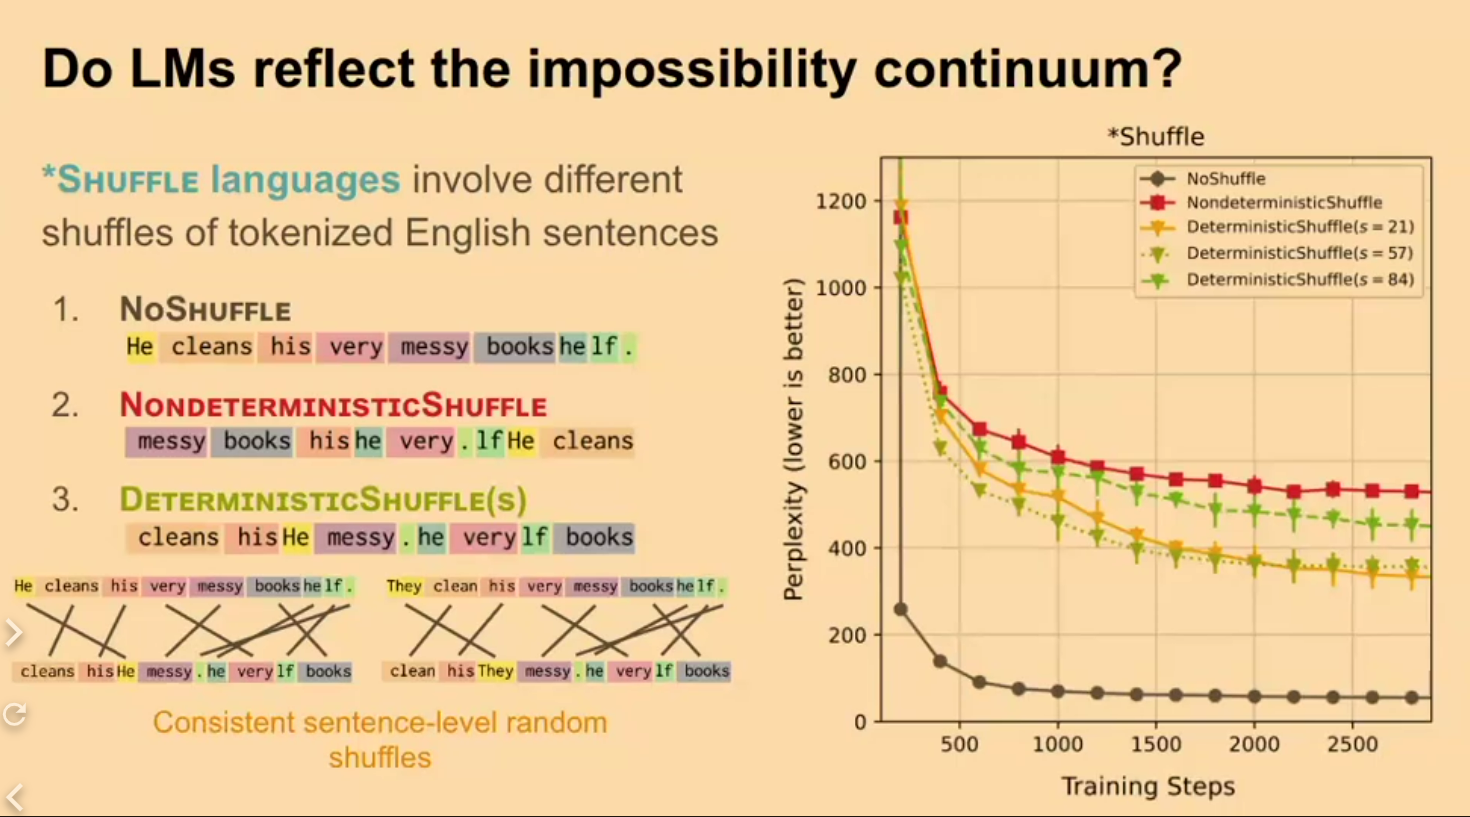 Do LMs reflect the impossibility continuum?
*SHUFFLE languages involve different
shuffles of tokenized English sentences
1. NOSHUFFLE
He cleans his very messy books he lf .
2. NONDETERMINISTICSHUFFLE
messy books his he very . lf He cleans
3. DETERMINISTICSHUFFLE(S)
cleans his He messy . he very lf books
He cleans his very messy books he lf .
cleans his He messy . he very lf books
They clean his very messy books he lf .
clean his They messy . he very lf books
Consistent sentence-level random
shuffles
*Shuffle
NoShuffle
NondeterministicShuffle
DeterministicShuffle(s = 21)
DeterministicShuffle(s = 57)
DeterministicShuffle(s = 84)
Perplexity (lower is better)
1200
1000
800
600
400
200
0
500 1000 1500 2000 2500
Training Steps